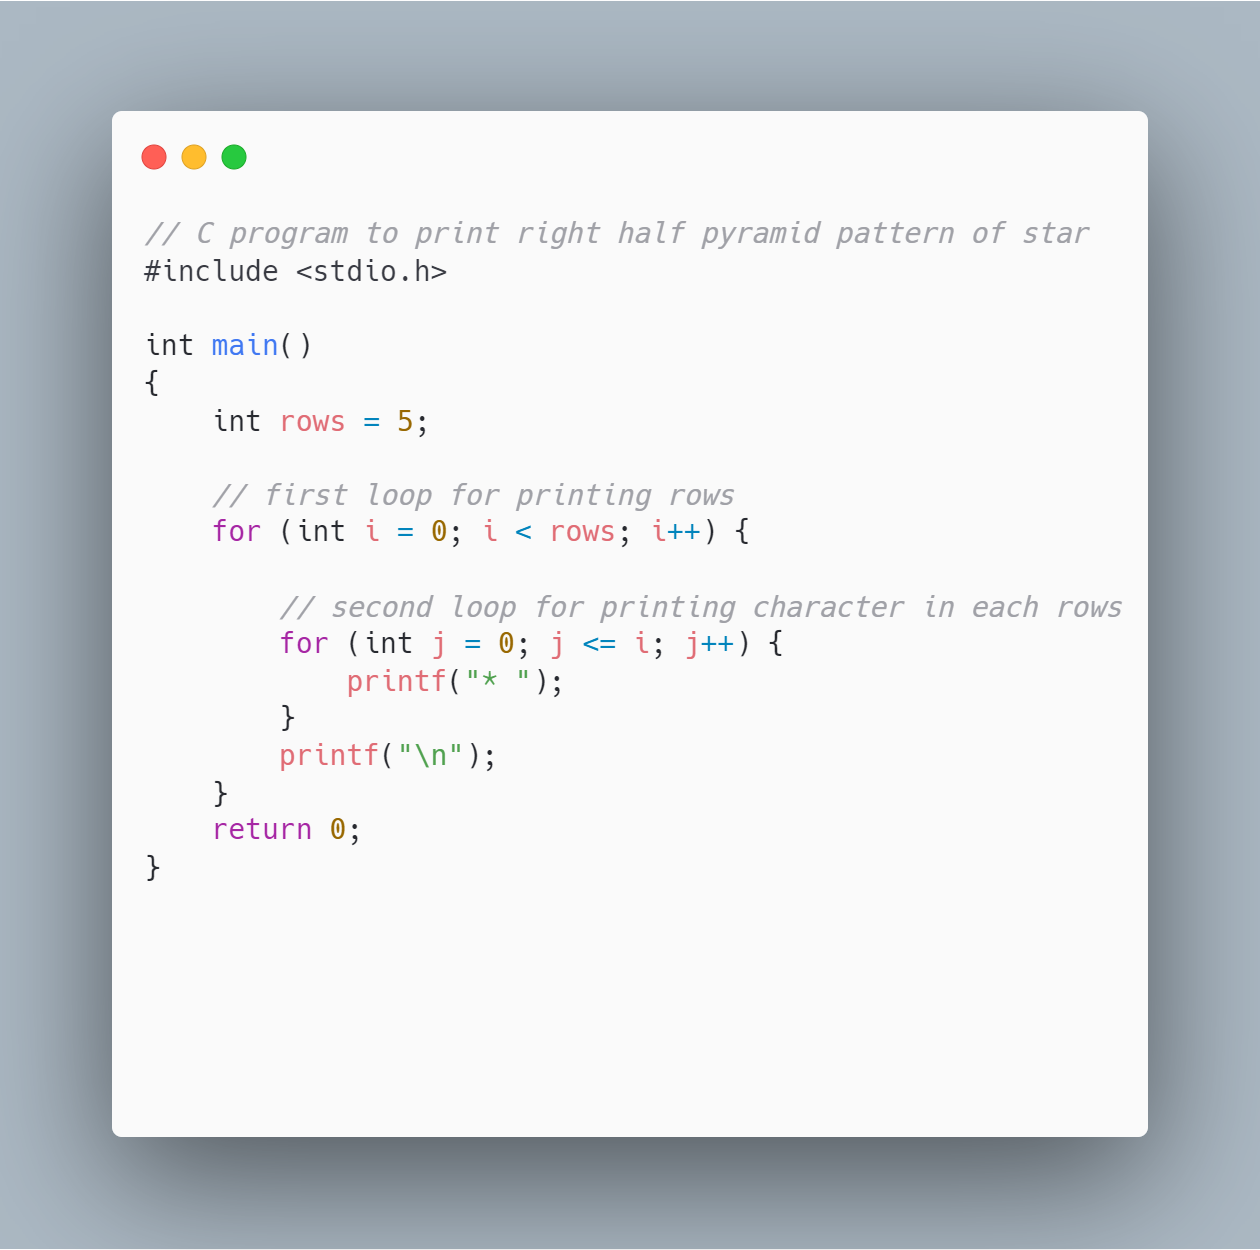 // C program to print right half pyramid pattern of star
#include <stdio.h>

int main()
{
    int rows = 5;

    // first loop for printing rows
    for (int i = 0; i < rows; i++) {

        // second loop for printing character in each rows
        for (int j = 0; j <= i; j++) {
            printf("* ");
        }
        printf("\n");
    }
    return 0;
}